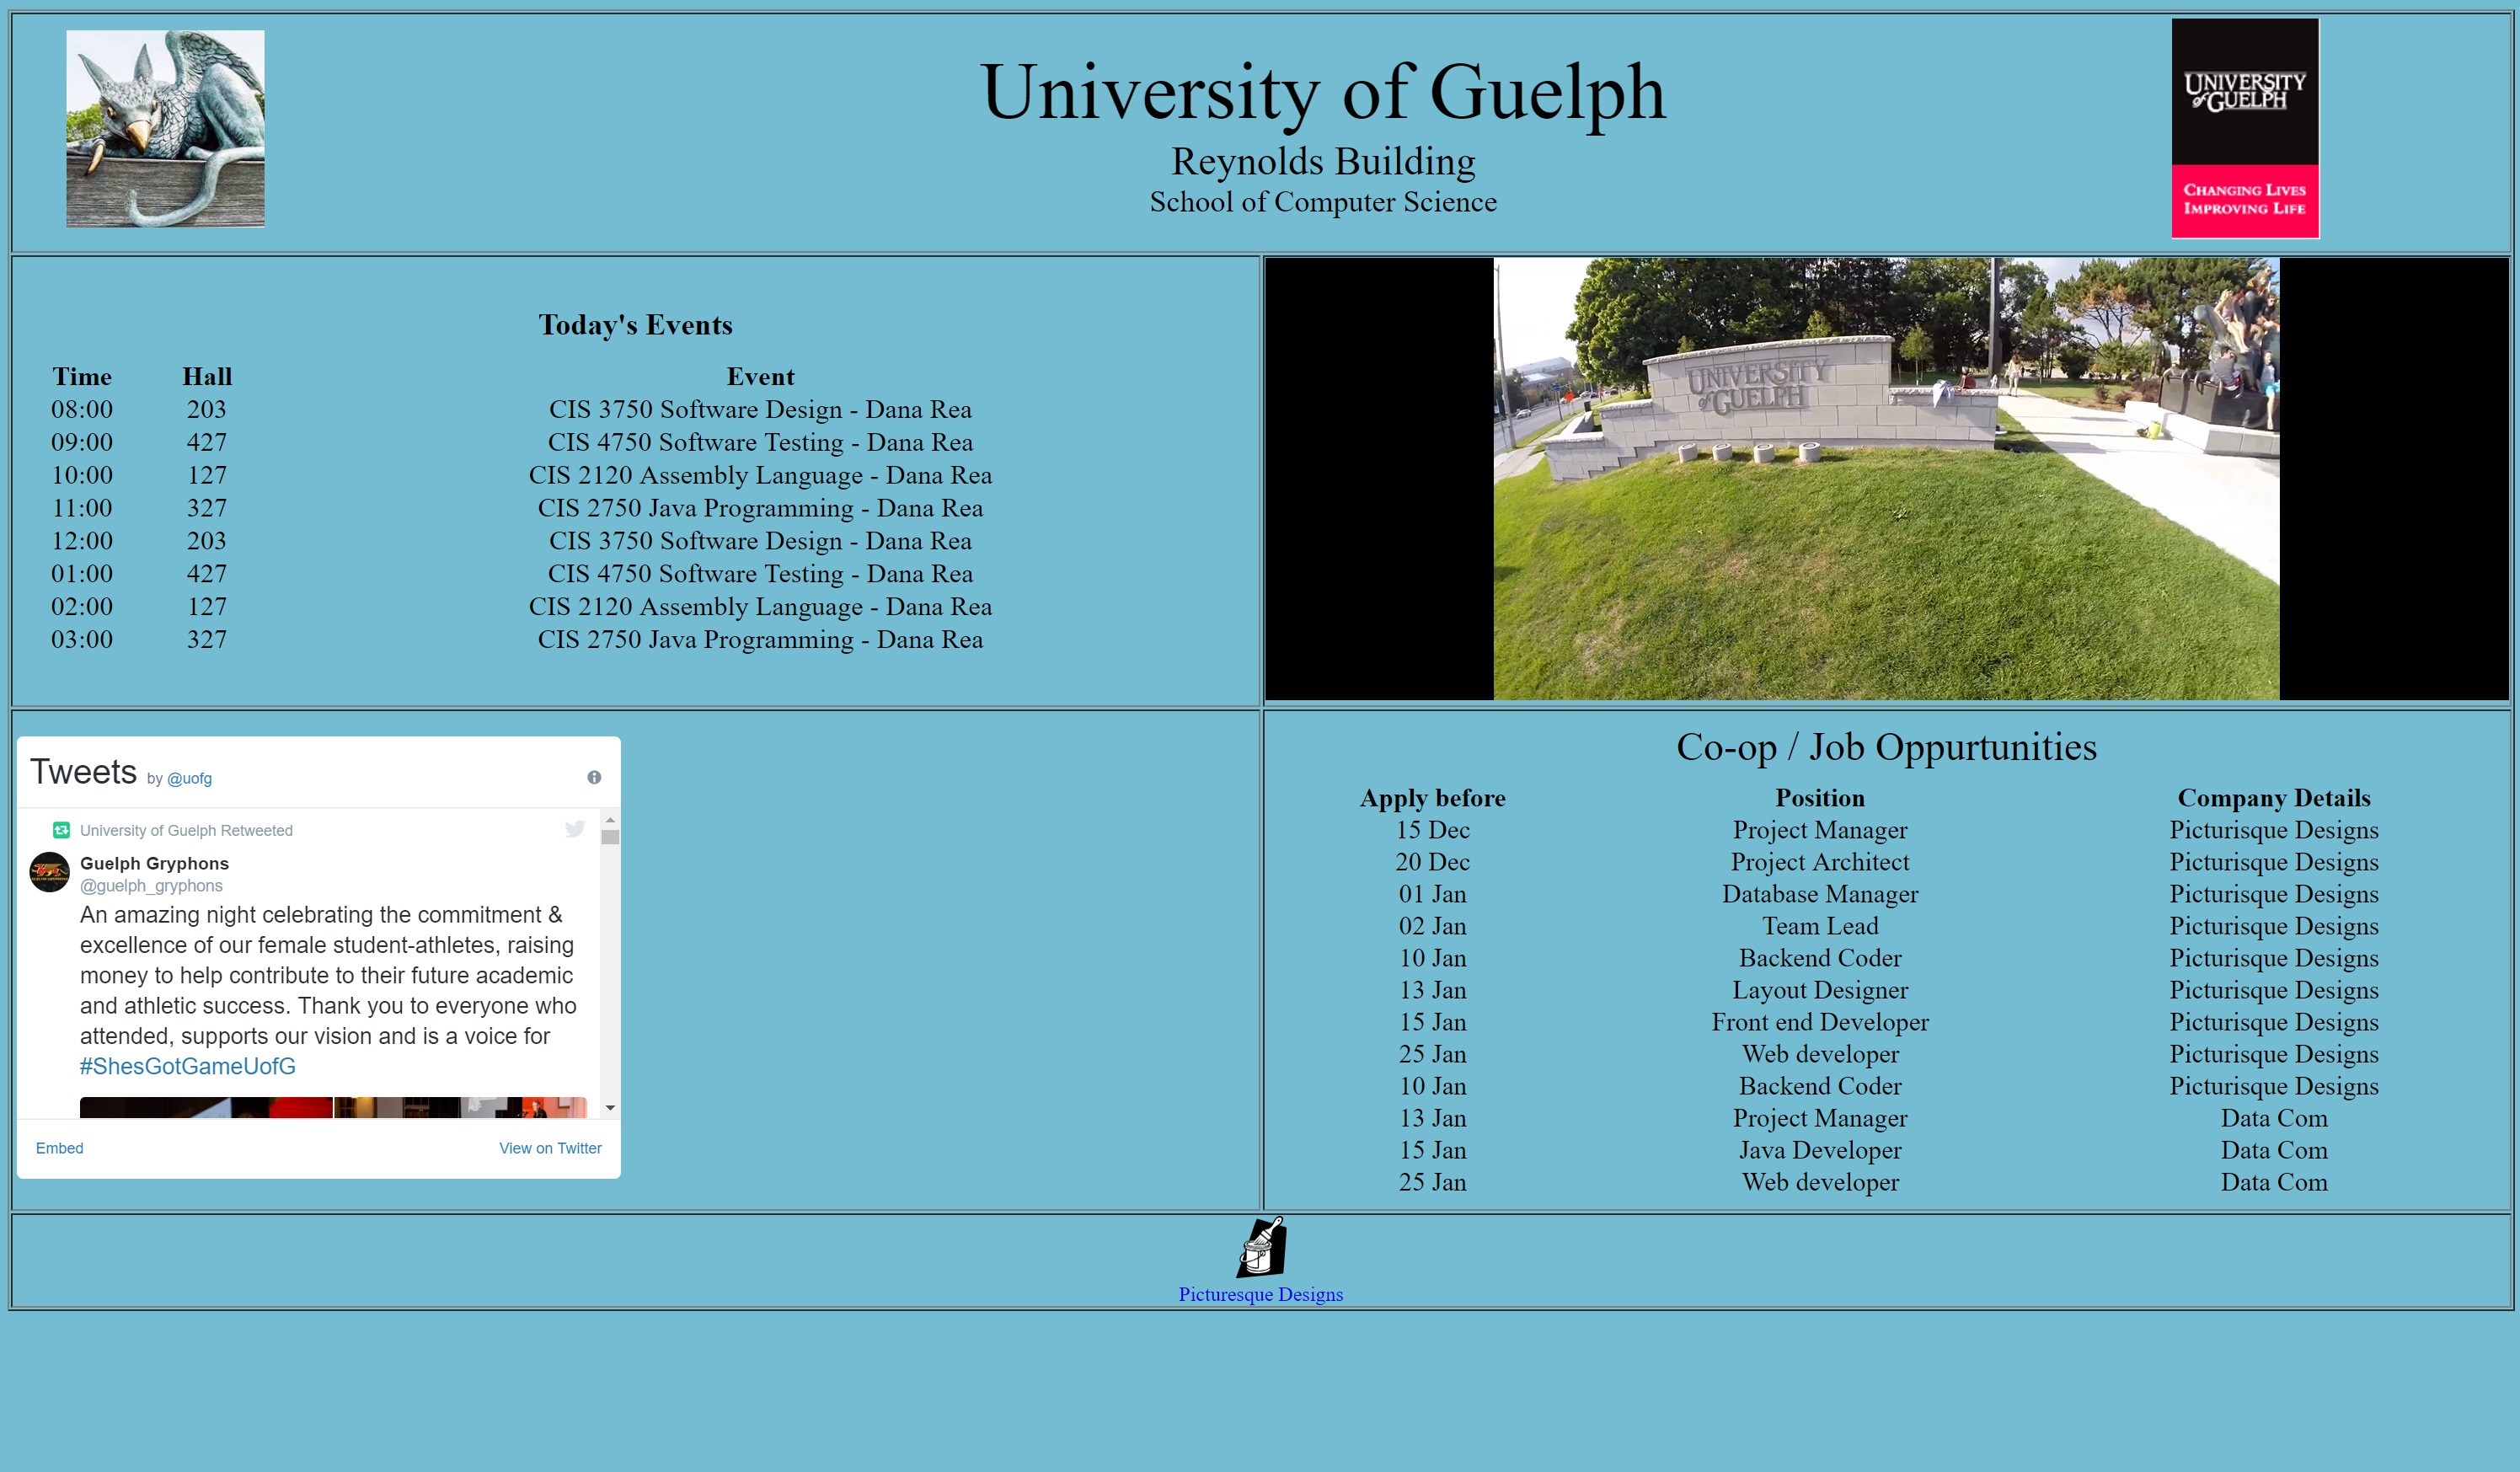 University of Guelph
Reynolds Building
School of Computer Science
UNIVERSITY
of GUELPH
CHANGING LIVES
IMPROVING LIFE
Today's Events
Time Hall Event
08:00 203 CIS 3750 Software Design - Dana Rea
09:00 427 CIS 4750 Software Testing - Dana Rea
10:00 127 CIS 2120 Assembly Language - Dana Rea
11:00 327 CIS 2750 Java Programming - Dana Rea
12:00 203 CIS 3750 Software Design - Dana Rea
01:00 427 CIS 4750 Software Testing - Dana Rea
02:00 127 CIS 2120 Assembly Language - Dana Rea
03:00 327 CIS 2750 Java Programming - Dana Rea
UNIVERSITY
of GUELPH
Tweets by @uofg
University of Guelph Retweeted
Guelph Gryphons
@guelph_gryphons
An amazing night celebrating the commitment &
excellence of our female student-athletes, raising
money to help contribute to their future academic
and athletic success. Thank you to everyone who
attended, supports our vision and is a voice for
#ShesGotGameUofG
Embed View on Twitter
Co-op / Job Oppurtunities
Apply before Position Company Details
15 Dec Project Manager Picturisque Designs
20 Dec Project Architect Picturisque Designs
01 Jan Database Manager Picturisque Designs
02 Jan Team Lead Picturisque Designs
10 Jan Backend Coder Picturisque Designs
13 Jan Layout Designer Picturisque Designs
15 Jan Front end Developer Picturisque Designs
25 Jan Web developer Picturisque Designs
10 Jan Backend Coder Picturisque Designs
13 Jan Project Manager Data Com
15 Jan Java Developer Data Com
25 Jan Web developer Data Com
Picturesque Designs